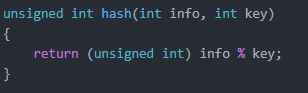 unsigned int hash(int info, int key)
{
    return (unsigned int) info % key;
}